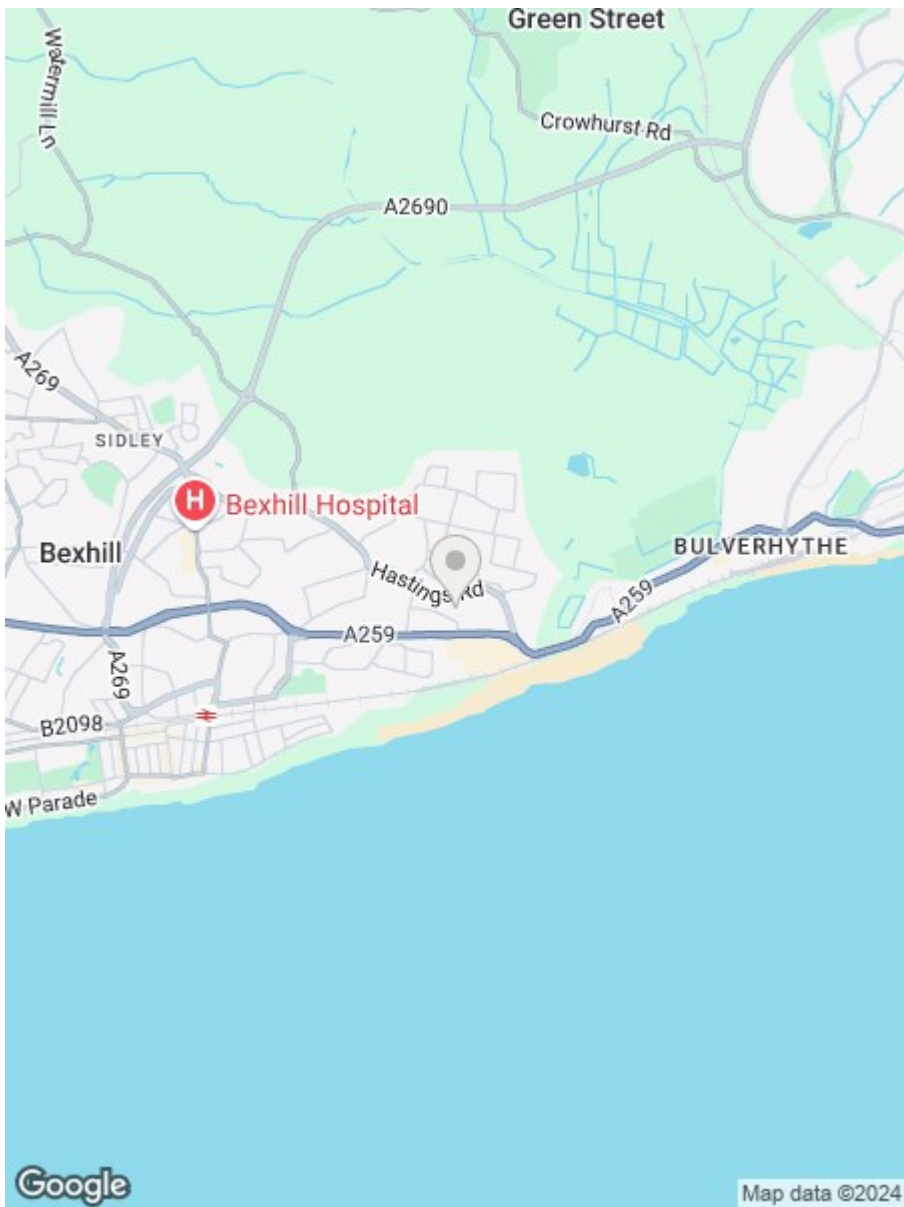 Green Street
Watermill Ln
Crowhurst Rd
A2690
A269
SIDLEY
H
Bexhill Hospital
Bexhill
BULVERHYTHE
Hastings Rd
A259
A259
A269
B2098
W Parade
Google
Map data ©2024